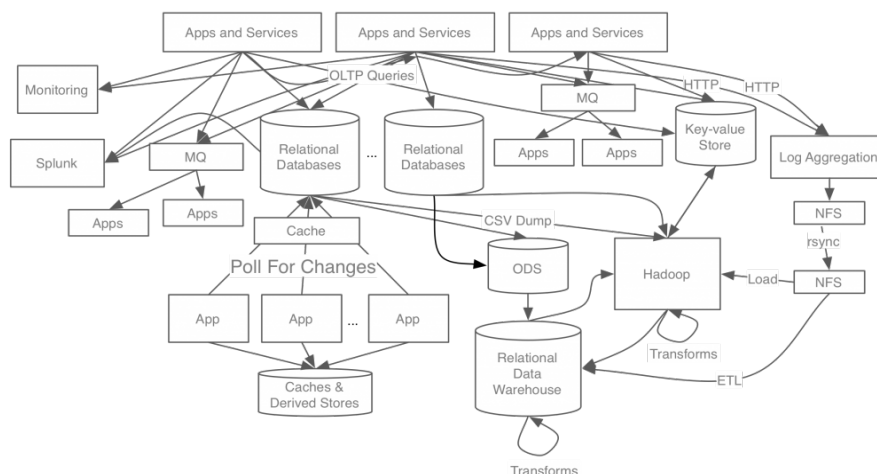 Apps and Services
Apps and Services
Apps and Services
Monitoring
OLTP Queries
HTTP
HTTP
MQ
Splunk
MQ
Relational
Databases
...
Relational
Databases
Apps
Apps
Key-value
Store
Log Aggregation
Apps
Apps
Cache
CSV Dump
NFS
rsync
Poll For Changes
ODS
Hadoop
Load
NFS
App
App
...
App
Transforms
Relational
Data
Warehouse
ETL
Caches &
Derived Stores
Transforms